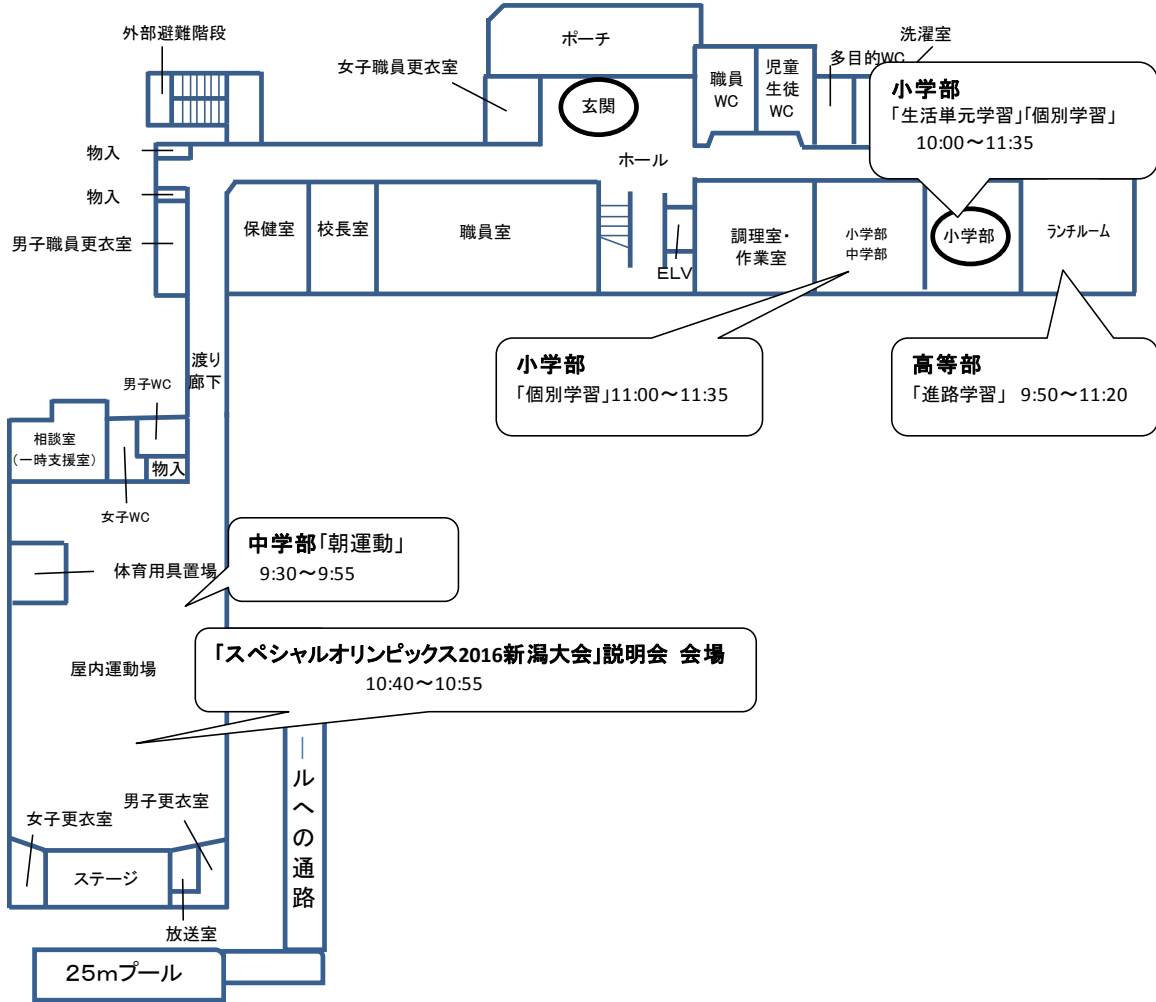 外部避難階段
ポーチ
洗濯室
多目的WC
女子職員更衣室
職員
WC
児童
生徒
WC
玄関
小学部
「生活単元学習」「個別学習」
10:00～11:35
物入
ホール
物入
男子職員更衣室
保健室
校長室
職員室
ELV
調理室・
作業室
小学部
中学部
小学部
ランチルーム
小学部
「個別学習」11:00～11:35
高等部
「進路学習」 9:50～11:20
渡り
廊下
男子WC
相談室
（一時支援室）
物入
女子WC
中学部「朝運動」
9:30～9:55
体育用具置場
「スペシャルオリンピックス2016新潟大会」説明会 会場
10:40～10:55
屋内運動場
ールへの通路
男子更衣室
女子更衣室
ステージ
放送室
25mプール